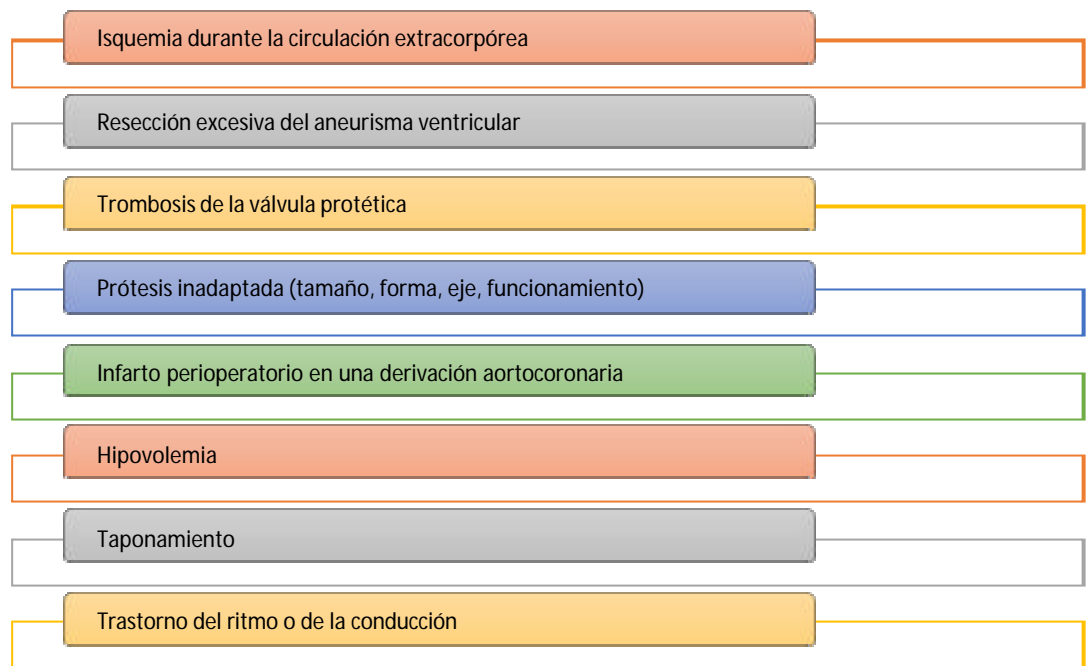 Isquemia durante la circulación extracorpórea
Resección excesiva del aneurisma ventricular
Trombosis de la válvula protética
Prótesis inadaptada (tamaño, forma, eje, funcionamiento)
Infarto perioperatorio en una derivación aortocoronaria
Hipovolemia
Taponamiento
Trastorno del ritmo o de la conducción